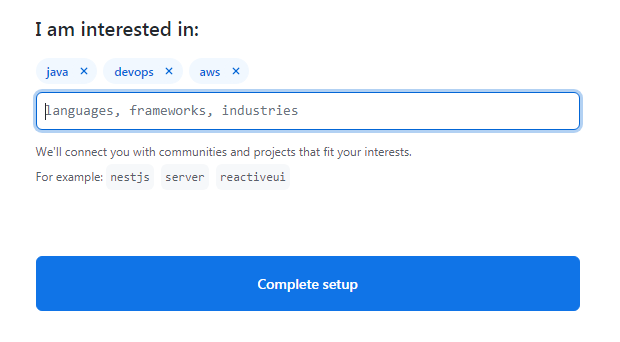 I am interested in:
java × devops × aws ×
languages, frameworks, industries
We'll connect you with communities and projects that fit your interests.
For example: nestjs server reactiveui
Complete setup